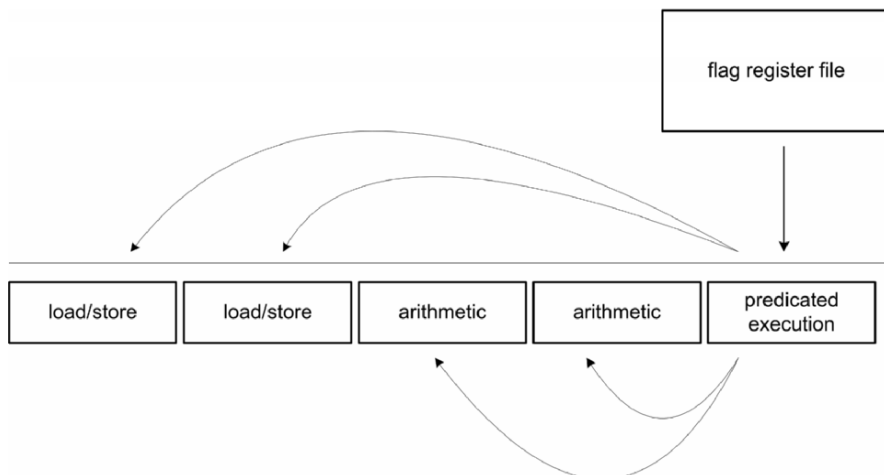 flag register file
load/store
load/store
arithmetic
arithmetic
predicated
execution